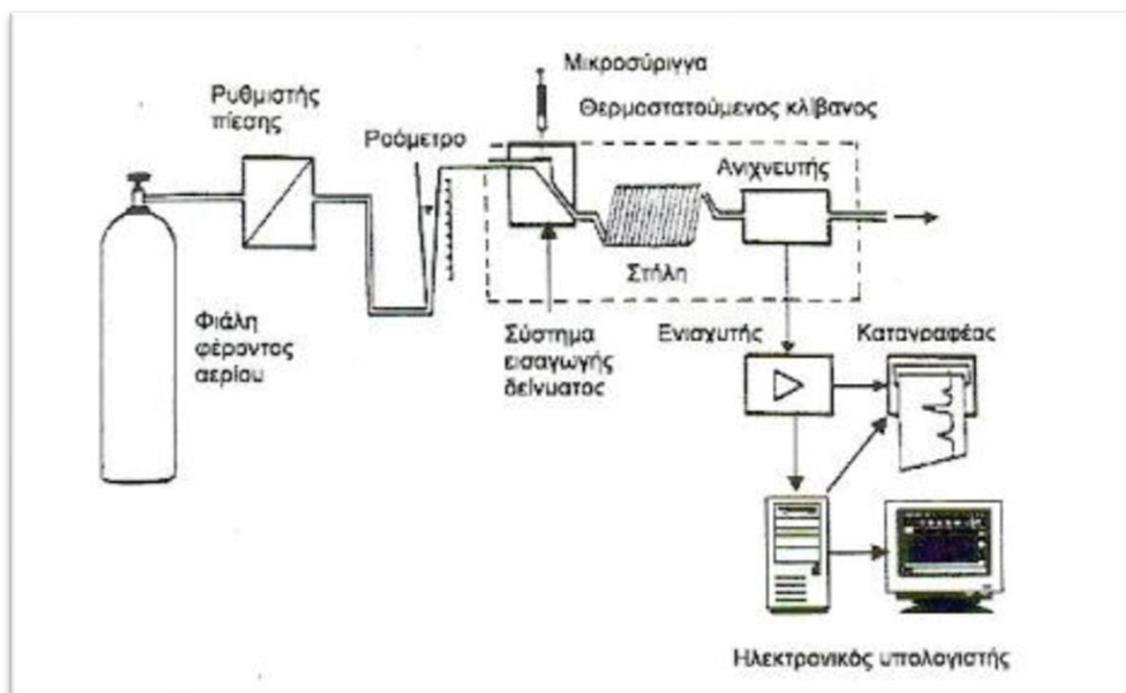 Μικροσύριγγα
Ρυθμιστής
πίεσης
Θερμοστατούμενος κλίβανος
Ροόμετρο
Ανιχνευτής
Στήλη
Φιάλη
φέροντος
αερίου
Σύστημα
εισαγωγής
δείγματος
Ενισχυτής
Καταγραφέας
Ηλεκτρονικός υπολογιστής